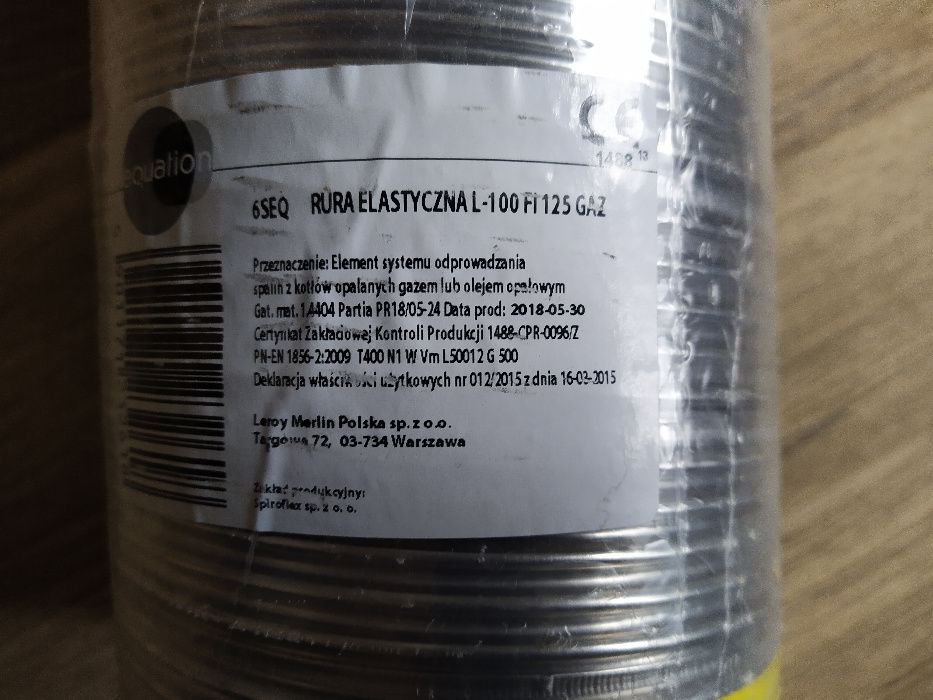 equation
CE
1488 13
6SEQ RURA ELASTYCZNA L-100 FI 125 GAZ
Przeznaczenie: Element systemu odprowadzania
spalin z kotłów opalanych gazem lub olejem opałowym
Gat. mat. 1.4404 Partia PR18/05-24 Data prod: 2018-05-30
Certyfikat Zakładowej Kontroli Produkcji 1488-CPR-0096/Z
PN-EN 1856-2:2009 T400 N1 W Vm L50012 G 500
Deklaracja właściwości użytkowych nr 012/2015 z dnia 16-03-2015
Leroy Merlin Polska sp. z o.o.
Targowa 72, 03-734 Warszawa
Zakład produkcyjny:
Spiroflex sp. z o. o.